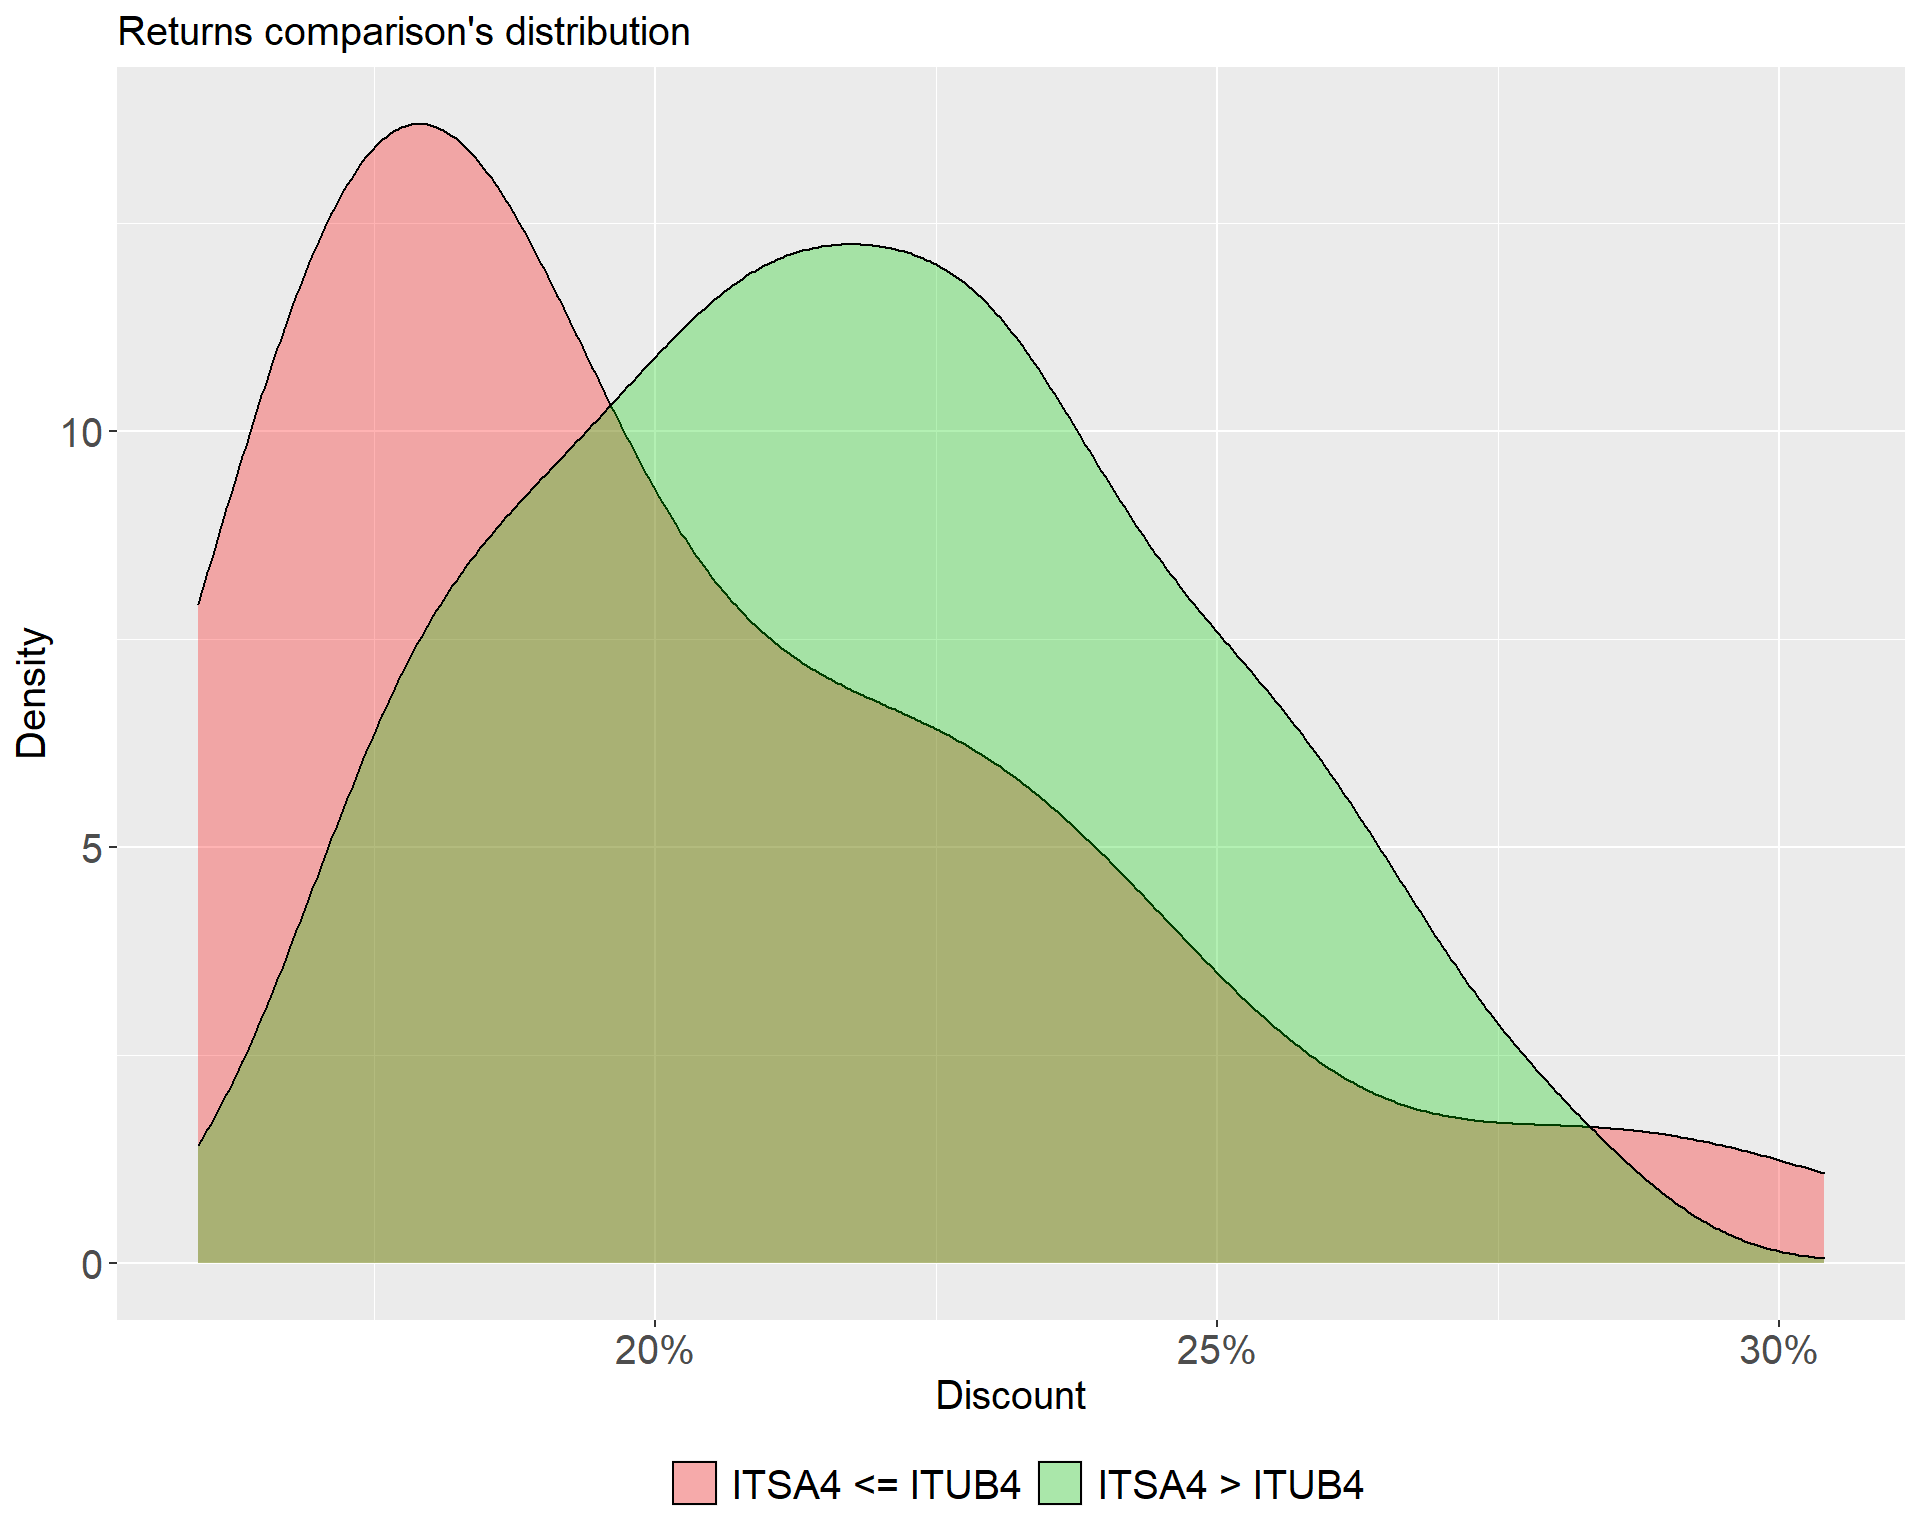 Returns comparison's distribution
Density
10
5
0
20% 25% 30%
Discount
ITSA4 <= ITUB4 ITSA4 > ITUB4